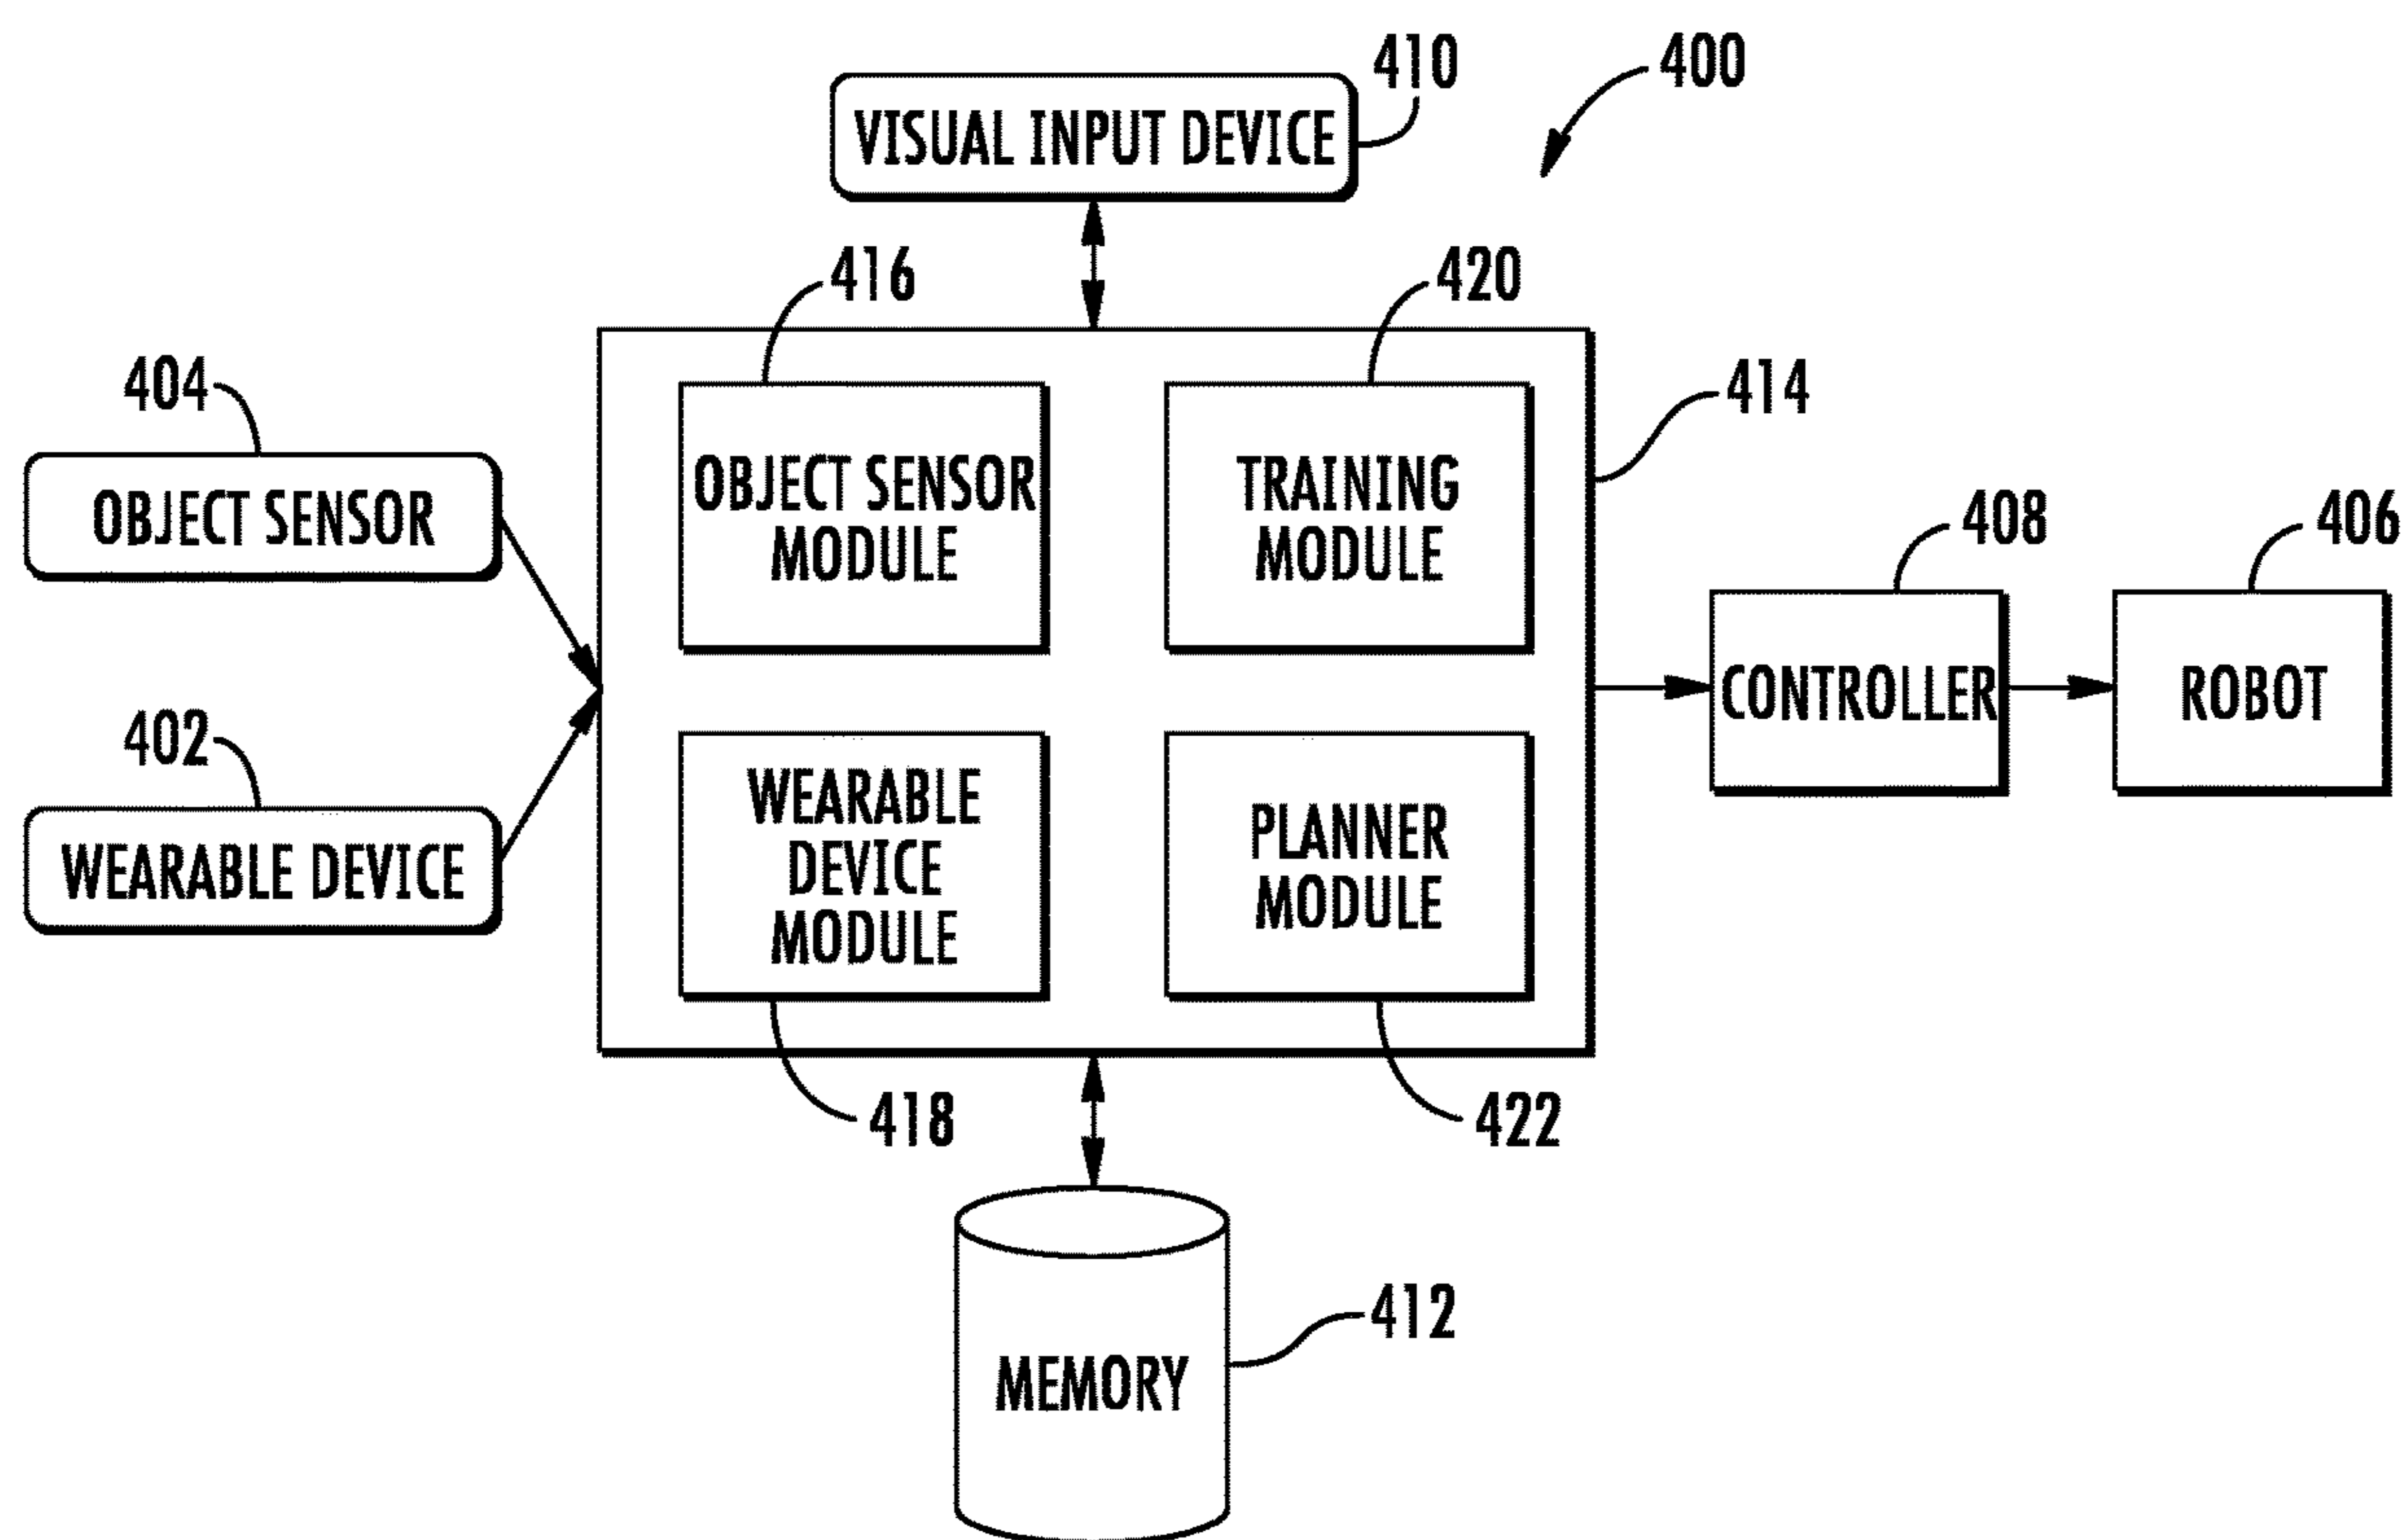 410
400
VISUAL INPUT DEVICE
416
420
404
414
OBJECT SENSOR
OBJECT SENSOR
MODULE
TRAINING
MODULE
408
406
CONTROLLER
ROBOT
402
WEARABLE DEVICE
WEARABLE
DEVICE
MODULE
PLANNER
MODULE
418
422
412
MEMORY